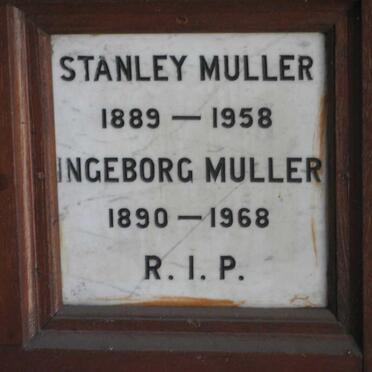 STANLEY MULLER
1889 — 1958
INGEBORG MULLER
1890 — 1968
R. I. P.